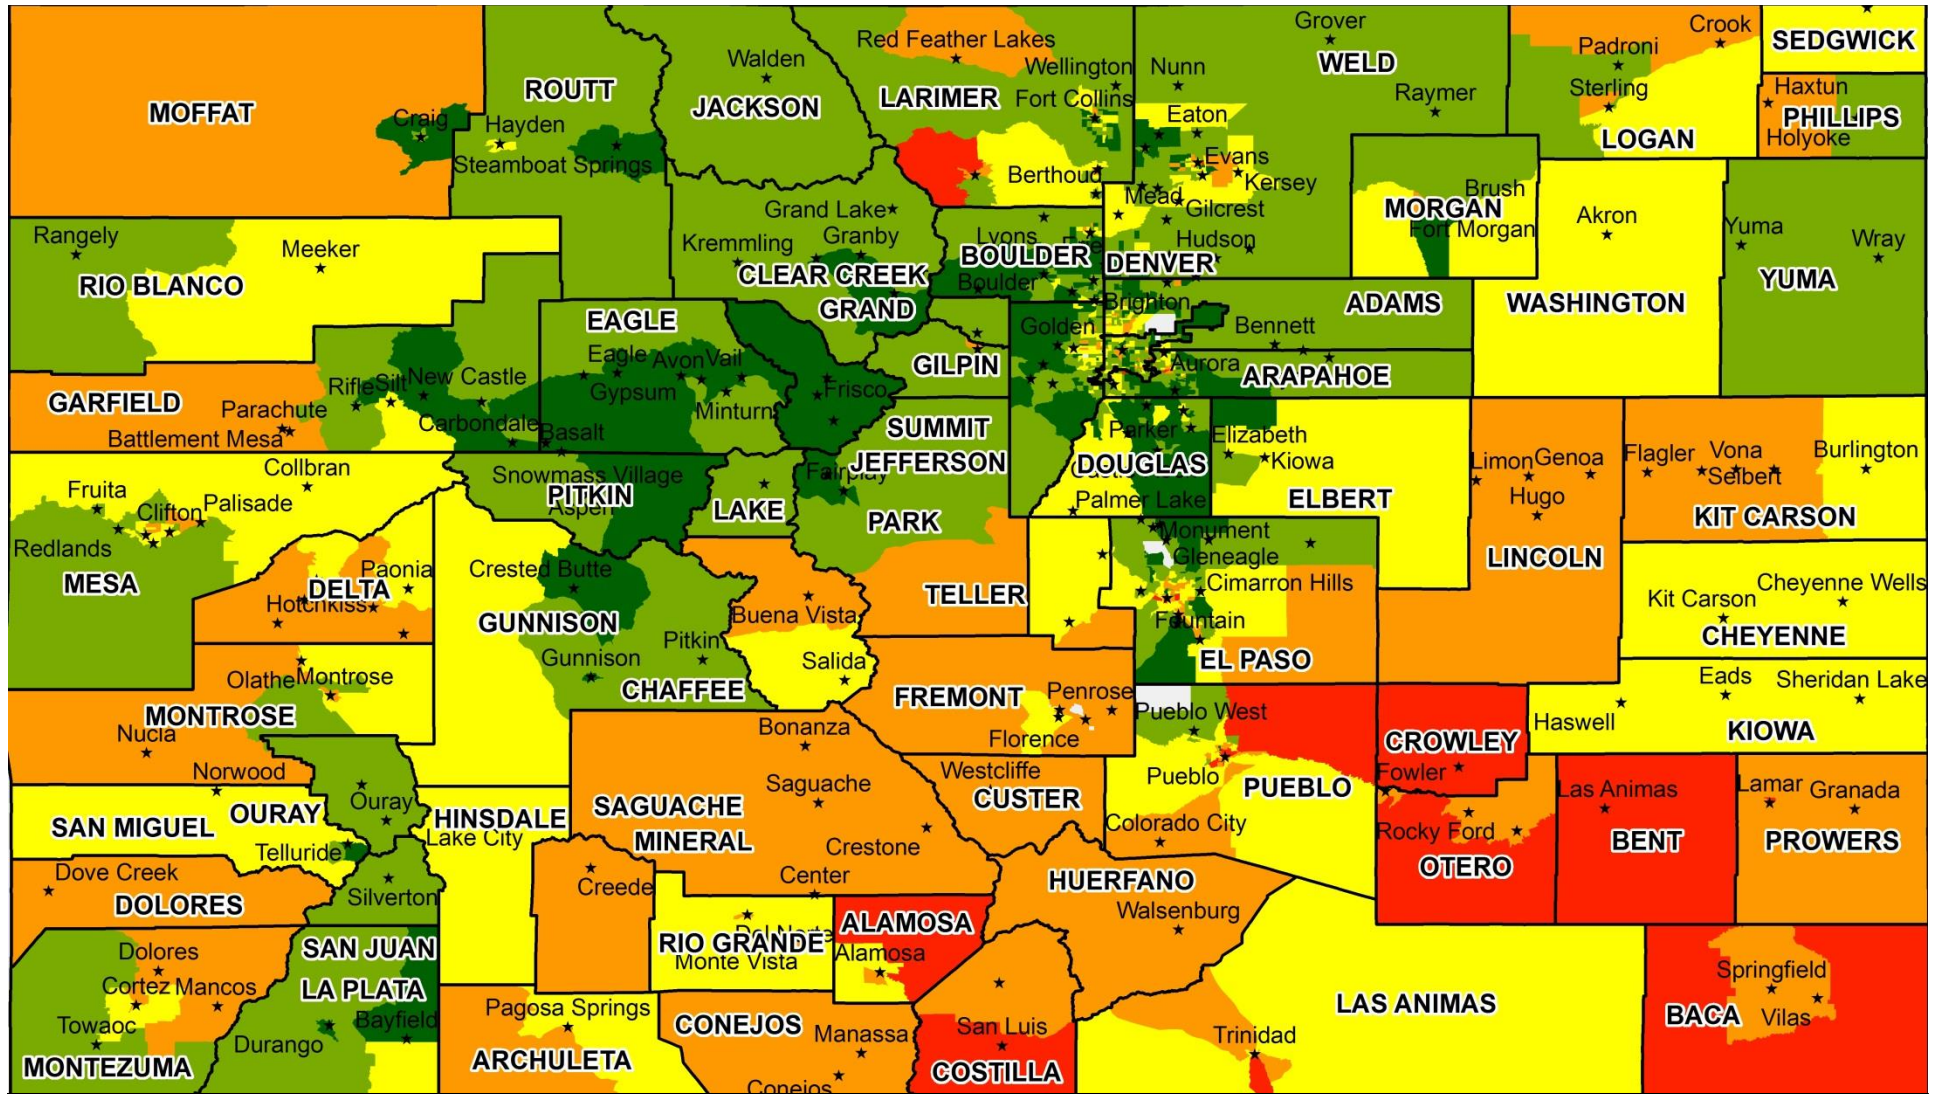 Grover
Crook
SEDGWICK
Red Feather Lakes
Padroni
Walden
WELD
Wellington
Nunn
ROUTT
Sterling
Haxtun
Raymer
JACKSON
LARIMER
Fort Collins
MOFFAT
Craig
Hayden
Eaton
PHILLIPS
LOGAN
Holyoke
Steamboat Springs
Evans
Berthoud
Kersey
Brush
Mead
Grand Lake
Gilcrest
MORGAN
Akron
Fort Morgan
Yuma
Rangely
Meeker
Kremmling
Granby
Lyons
Hudson
Wray
BOULDER
DENVER
CLEAR CREEK
Boulder
YUMA
RIO BLANCO
GRAND
Brighton
ADAMS
WASHINGTON
EAGLE
Golden
Bennett
Eagle
Avon
Vail
GILPIN
Aurora
ARAPAHOE
Rifle
Silt
New Castle
Gypsum
Frisco
GARFIELD
Parachute
Minturn
Carbondale
Basalt
SUMMIT
Parker
Elizabeth
Battlement Mesa
Kiowa
Collbran
JEFFERSON
DOUGLAS
Limon
Genoa
Flagler
Vona
Burlington
Snowmass Village
Fairplay
Seibert
Fruita
PITKIN
Aspen
Palmer Lake
ELBERT
Hugo
Palisade
Clifton
LAKE
PARK
KIT CARSON
Monument
Redlands
Gleneagle
LINCOLN
MESA
Paonia
Crested Butte
DELTA
Hotchkiss
TELLER
Cimarron Hills
Cheyenne Wells
Kit Carson
Buena Vista
Fountain
GUNNISON
CHEYENNE
Pitkin
Gunnison
Salida
EL PASO
Olathe
Montrose
CHAFFEE
FREMONT
Penrose
Eads
Sheridan Lake
MONTROSE
Pueblo West
Haswell
Nucla
Bonanza
Florence
CROWLEY
KIOWA
Norwood
Westcliffe
Pueblo
Fowler
Saguache
PUEBLO
Las Animas
Lamar
Granada
Ouray
SAGUACHE
CUSTER
SAN MIGUEL
OURAY
HINSDALE
Lake City
Colorado City
Rocky Ford
MINERAL
Crestone
BENT
PROWERS
Telluride
OTERO
Dove Creek
Creede
Center
HUERFANO
Silverton
DOLORES
Walsenburg
ALAMOSA
Del Norte
SAN JUAN
RIO GRANDE
Dolores
Monte Vista
Alamosa
Springfield
Cortez
Mancos
LA PLATA
LAS ANIMAS
Pagosa Springs
Bayfield
BACA
Vilas
Towaoc
CONEJOS
San Luis
Manassa
Trinidad
Durango
ARCHULETA
MONTEZUMA
COSTILLA
Conejos